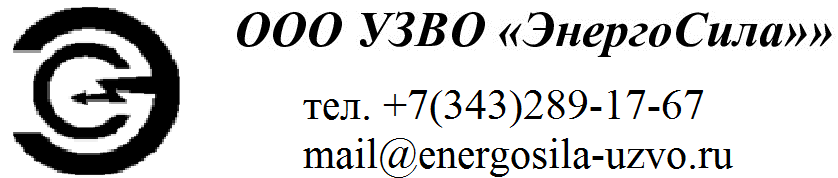 ООО УЗВО «ЭнергоСила»»
тел. +7(343)289-17-67
mail@energosila-uzvo.ru